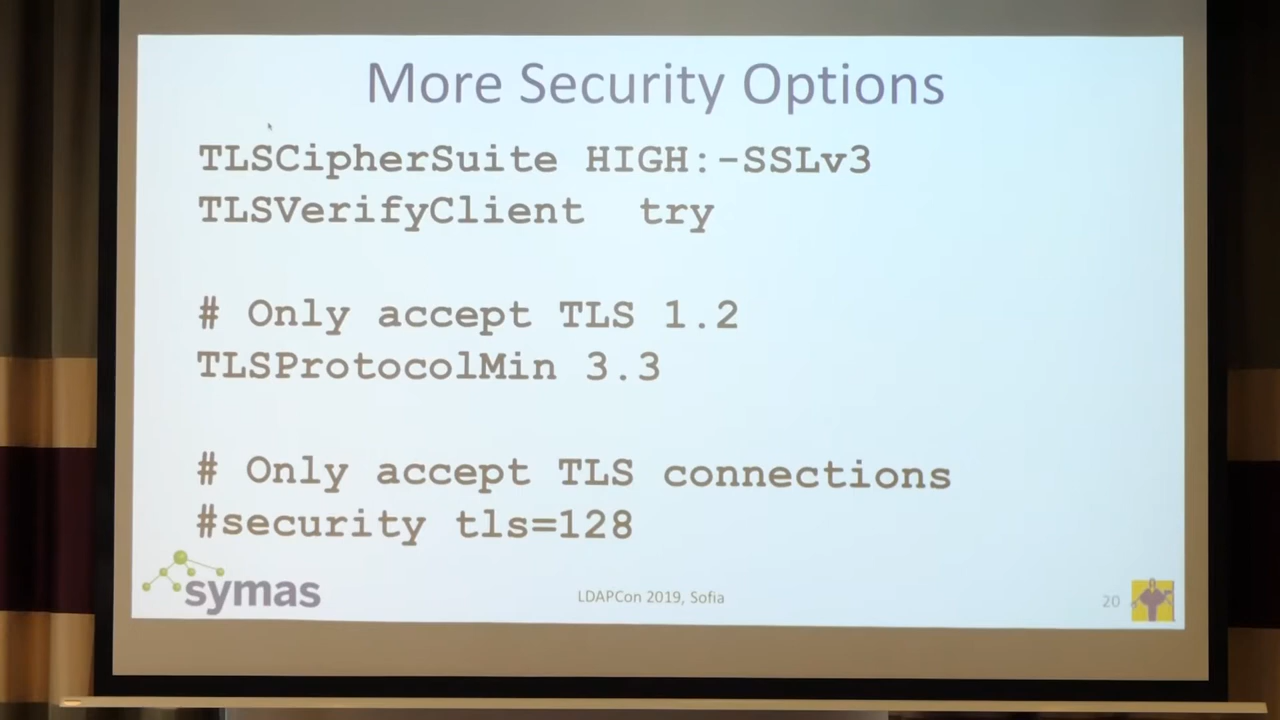 More Security Options
TLSCipherSuite HIGH:-SSLv3
TLSVerifyClient try
# Only accept TLS 1.2
TLSProtocolMin 3.3
# Only accept TLS connections
#security tls=128
symas
LDAPCon 2019, Sofia
20